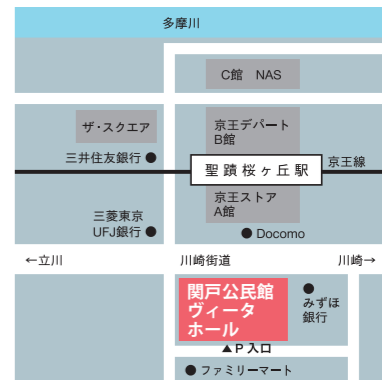 多摩川
C館　NAS
ザ・スクエア
京王デパート
B館
三井住友銀行 ●
聖蹟桜ヶ丘駅
京王線
京王ストア
A館
三菱東京
UFJ銀行 ●
● Docomo
←立川
川崎街道
川崎→
関戸公民館
ヴィータ
ホール
●
みずほ
銀行
▲P 入口
● ファミリーマート